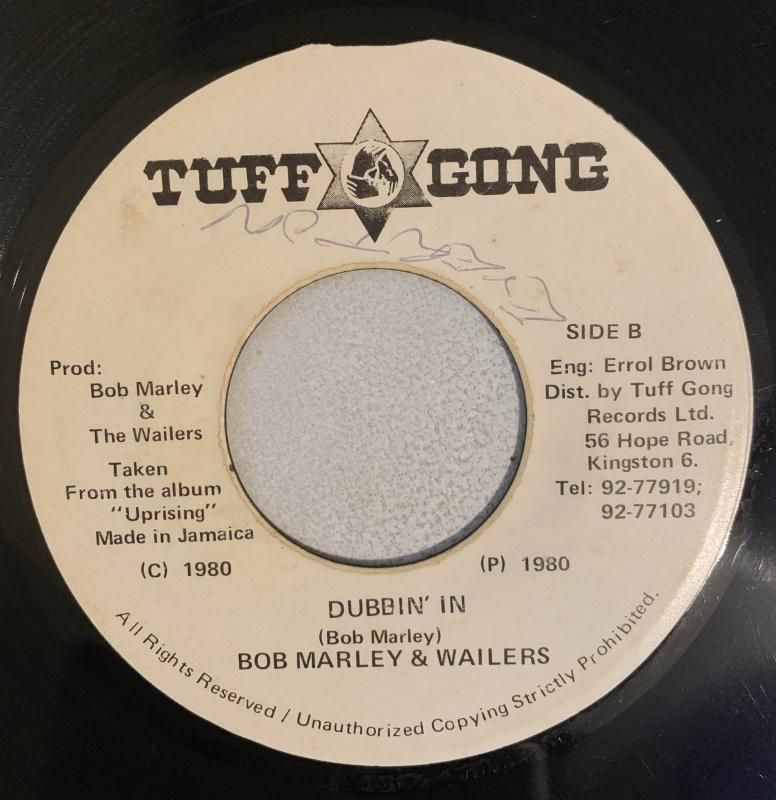 TUFF GONG
SIDE B
Prod:
Bob Marley
&
The Wailers
Taken
From the album
"Uprising"
Made in Jamaica
(C) 1980
Eng: Errol Brown
Dist. by Tuff Gong
Records Ltd.
56 Hope Road,
Kingston 6.
Tel: 92-77919;
92-77103
(P) 1980
DUBBIN' IN
(Bob Marley)
BOB MARLEY & WAILERS
All Rights Reserved / Unauthorized Copying Strictly Prohibited.